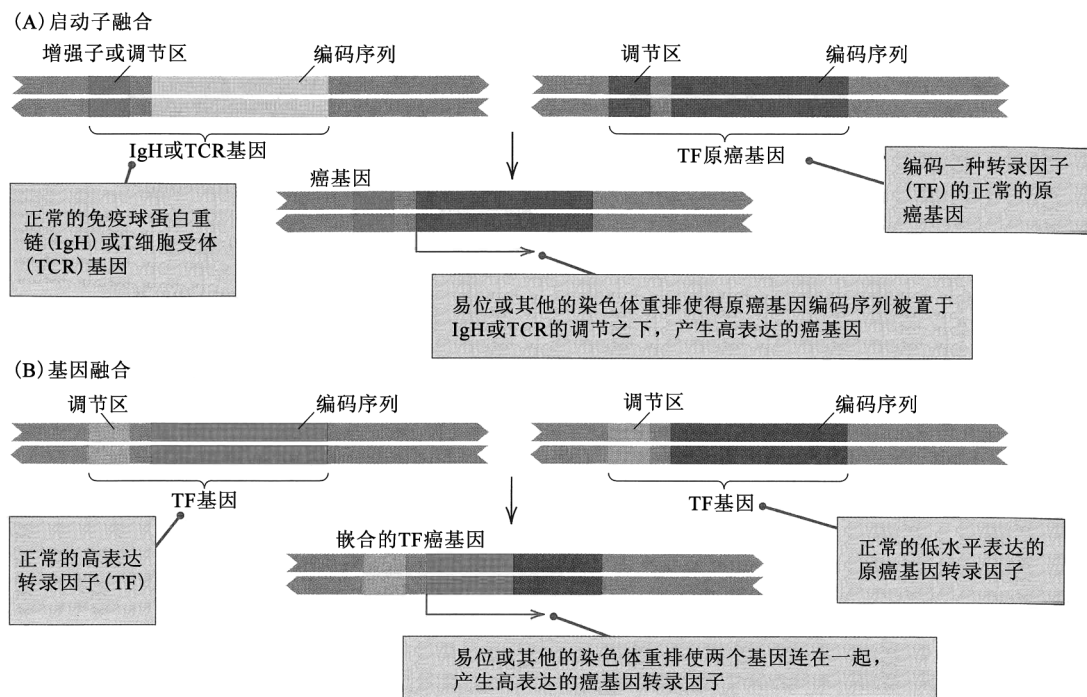 (A)启动子融合
增强子或调节区
编码序列
调节区
编码序列
IgH或TCR基因
TF原癌基因
正常的免疫球蛋白重
链(IgH)或T细胞受体
(TCR)基因
癌基因
编码一种转录因子
(TF)的正常的原
癌基因
易位或其他的染色体重排使得原癌基因编码序列被置于
IgH或TCR的调节之下，产生高表达的癌基因
(B)基因融合
调节区
编码序列
调节区
编码序列
TF基因
TF基因
正常的高表达
转录因子(TF)
嵌合的TF癌基因
正常的低水平表达的
原癌基因转录因子
易位或其他的染色体重排使两个基因连在一起，
产生高表达的癌基因转录因子